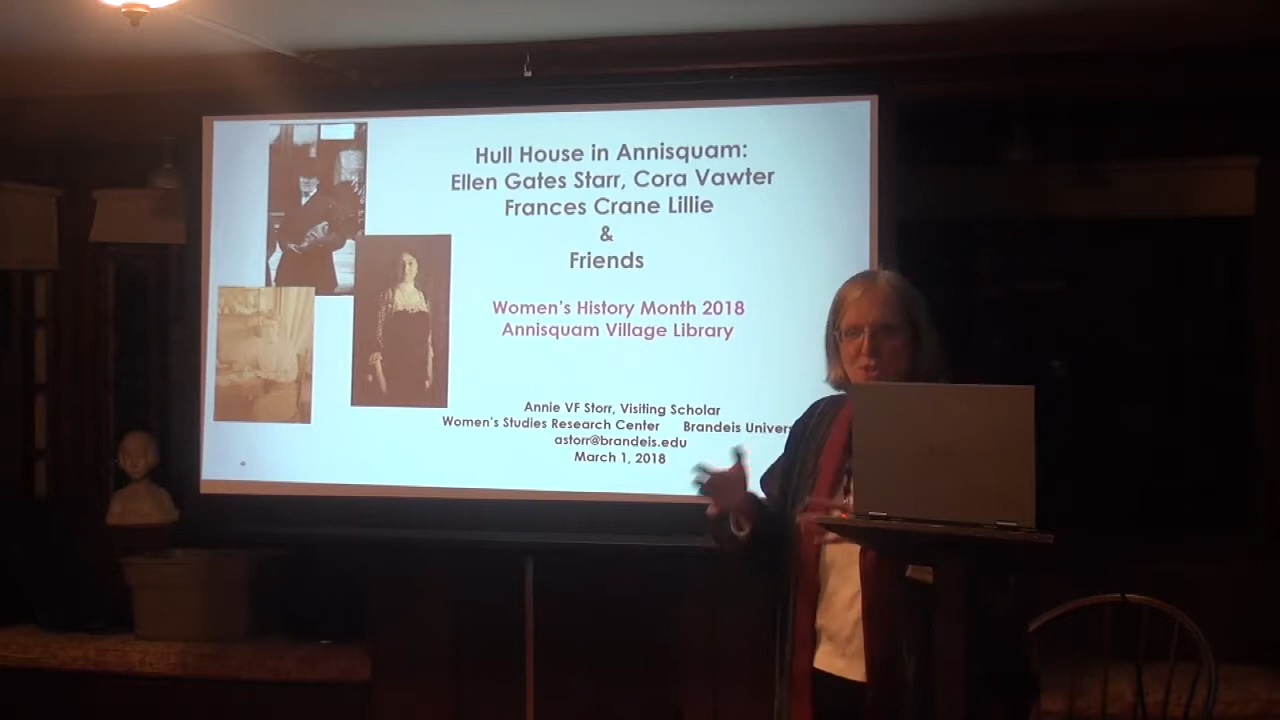 Hull House in Annisquam:
Ellen Gates Starr, Cora Vawter
Frances Crane Lillie
&
Friends
Women's History Month 2018
Annisquam Village Library
Annie VF Storr, Visiting Scholar
Women's Studies Research Center Brandeis Univers
astorr@brandeis.edu
March 1, 2018